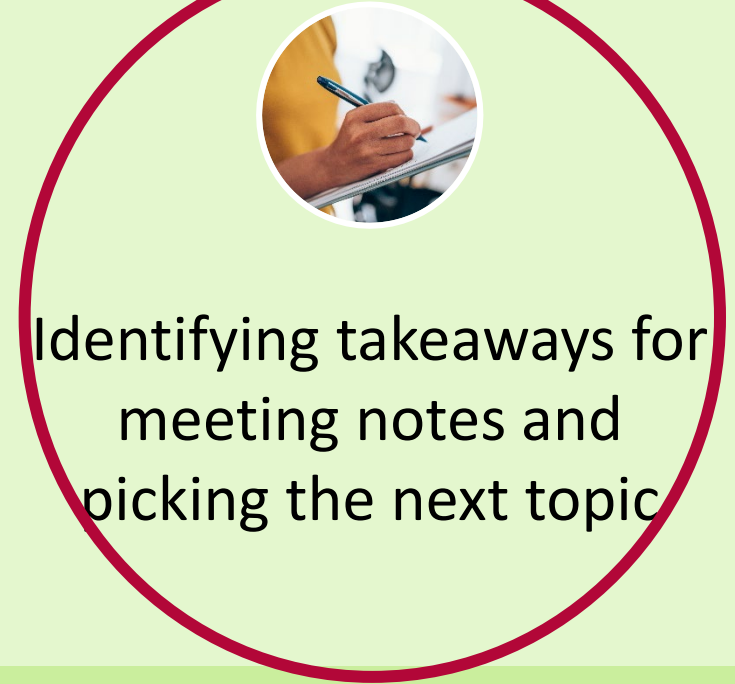 Identifying takeaways for
meeting notes and
picking the next topic